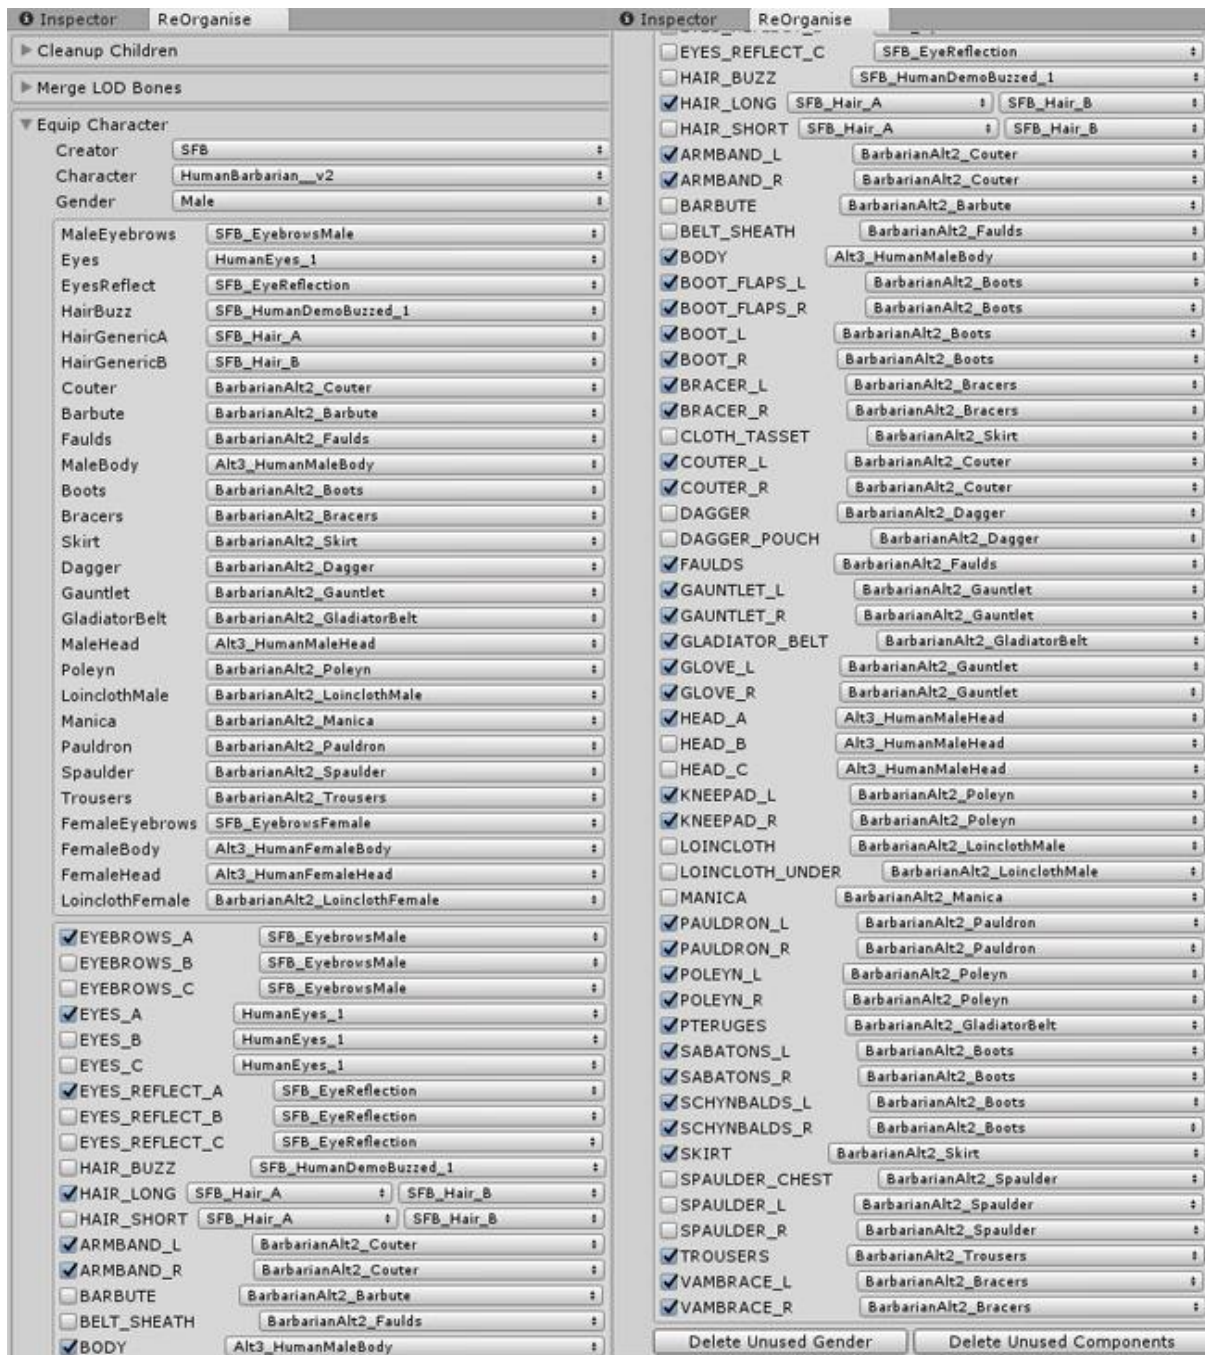 Inspector ReOrganise
Cleanup Children
Merge LOD Bones
Equip Character
Creator SFB
Character HumanBarbarian__v2
Gender Male
MaleEyebrows SFB_EyebrowsMale
Eyes HumanEyes_1
EyesReflect SFB_EyeReflection
HairBuzz SFB_HumanDemoBuzzed_1
HairGenericA SFB_Hair_A
HairGenericB SFB_Hair_B
Couter BarbarianAlt2_Couter
Barbute BarbarianAlt2_Barbute
Faulds BarbarianAlt2_Faulds
MaleBody Alt3_HumanMaleBody
Boots BarbarianAlt2_Boots
Bracers BarbarianAlt2_Bracers
Skirt BarbarianAlt2_Skirt
Dagger BarbarianAlt2_Dagger
Gauntlet BarbarianAlt2_Gauntlet
GladiatorBelt BarbarianAlt2_GladiatorBelt
MaleHead Alt3_HumanMaleHead
Poleyn BarbarianAlt2_Poleyn
LoinclothMale BarbarianAlt2_LoinclothMale
Manica BarbarianAlt2_Manica
Pauldron BarbarianAlt2_Pauldron
Spaulder BarbarianAlt2_Spaulder
Trousers BarbarianAlt2_Trousers
FemaleEyebrows SFB_EyebrowsFemale
FemaleBody Alt3_HumanFemaleBody
FemaleHead Alt3_HumanFemaleHead
LoinclothFemale BarbarianAlt2_LoinclothFemale
EYEBROWS_A SFB_EyebrowsMale
EYEBROWS_B SFB_EyebrowsMale
EYEBROWS_C SFB_EyebrowsMale
EYES_A HumanEyes_1
EYES_B HumanEyes_1
EYES_C HumanEyes_1
EYES_REFLECT_A SFB_EyeReflection
EYES_REFLECT_B SFB_EyeReflection
EYES_REFLECT_C SFB_EyeReflection
HAIR_BUZZ SFB_HumanDemoBuzzed_1
HAIR_LONG SFB_Hair_A SFB_Hair_B
HAIR_SHORT SFB_Hair_A SFB_Hair_B
ARMBAND_L BarbarianAlt2_Couter
ARMBAND_R BarbarianAlt2_Couter
BARBUTE BarbarianAlt2_Barbute
BELT_SHEATH BarbarianAlt2_Faulds
BODY Alt3_HumanMaleBody
Inspector ReOrganise
EYES_REFLECT_C SFB_EyeReflection
HAIR_BUZZ SFB_HumanDemoBuzzed_1
HAIR_LONG SFB_Hair_A SFB_Hair_B
HAIR_SHORT SFB_Hair_A SFB_Hair_B
ARMBAND_L BarbarianAlt2_Couter
ARMBAND_R BarbarianAlt2_Couter
BARBUTE BarbarianAlt2_Barbute
BELT_SHEATH BarbarianAlt2_Faulds
BODY Alt3_HumanMaleBody
BOOT_FLAPS_L BarbarianAlt2_Boots
BOOT_FLAPS_R BarbarianAlt2_Boots
BOOT_L BarbarianAlt2_Boots
BOOT_R BarbarianAlt2_Boots
BRACER_L BarbarianAlt2_Bracers
BRACER_R BarbarianAlt2_Bracers
CLOTH_TASSET BarbarianAlt2_Skirt
COUTER_L BarbarianAlt2_Couter
COUTER_R BarbarianAlt2_Couter
DAGGER BarbarianAlt2_Dagger
DAGGER_POUCH BarbarianAlt2_Dagger
FAULDS BarbarianAlt2_Faulds
GAUNTLET_L BarbarianAlt2_Gauntlet
GAUNTLET_R BarbarianAlt2_Gauntlet
GLADIATOR_BELT BarbarianAlt2_GladiatorBelt
GLOVE_L BarbarianAlt2_Gauntlet
GLOVE_R BarbarianAlt2_Gauntlet
HEAD_A Alt3_HumanMaleHead
HEAD_B Alt3_HumanMaleHead
HEAD_C Alt3_HumanMaleHead
KNEEPAD_L BarbarianAlt2_Poleyn
KNEEPAD_R BarbarianAlt2_Poleyn
LOINCLOTH BarbarianAlt2_LoinclothMale
LOINCLOTH_UNDER BarbarianAlt2_LoinclothMale
MANICA BarbarianAlt2_Manica
PAULDRON_L BarbarianAlt2_Pauldron
PAULDRON_R BarbarianAlt2_Pauldron
POLEYN_L BarbarianAlt2_Poleyn
POLEYN_R BarbarianAlt2_Poleyn
PTERUGES BarbarianAlt2_GladiatorBelt
SABATONS_L BarbarianAlt2_Boots
SABATONS_R BarbarianAlt2_Boots
SCHYNBALDS_L BarbarianAlt2_Boots
SCHYNBALDS_R BarbarianAlt2_Boots
SKIRT BarbarianAlt2_Skirt
SPAULDER_CHEST BarbarianAlt2_Spaulder
SPAULDER_L BarbarianAlt2_Spaulder
SPAULDER_R BarbarianAlt2_Spaulder
TROUSERS BarbarianAlt2_Trousers
VAMBRACE_L BarbarianAlt2_Bracers
VAMBRACE_R BarbarianAlt2_Bracers
Delete Unused Gender Delete Unused Components